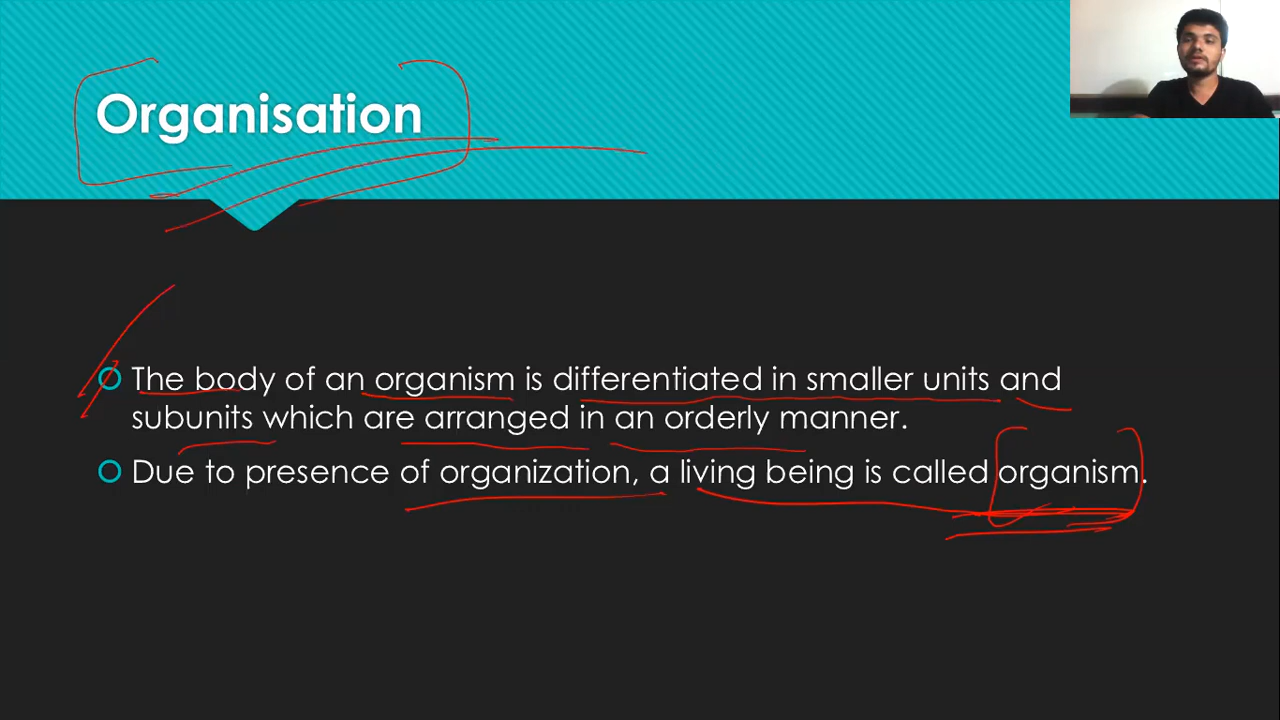 Organisation
The body of an organism is differentiated in smaller units and
subunits which are arranged in an orderly manner.
Due to presence of organization, a living being is called organism.